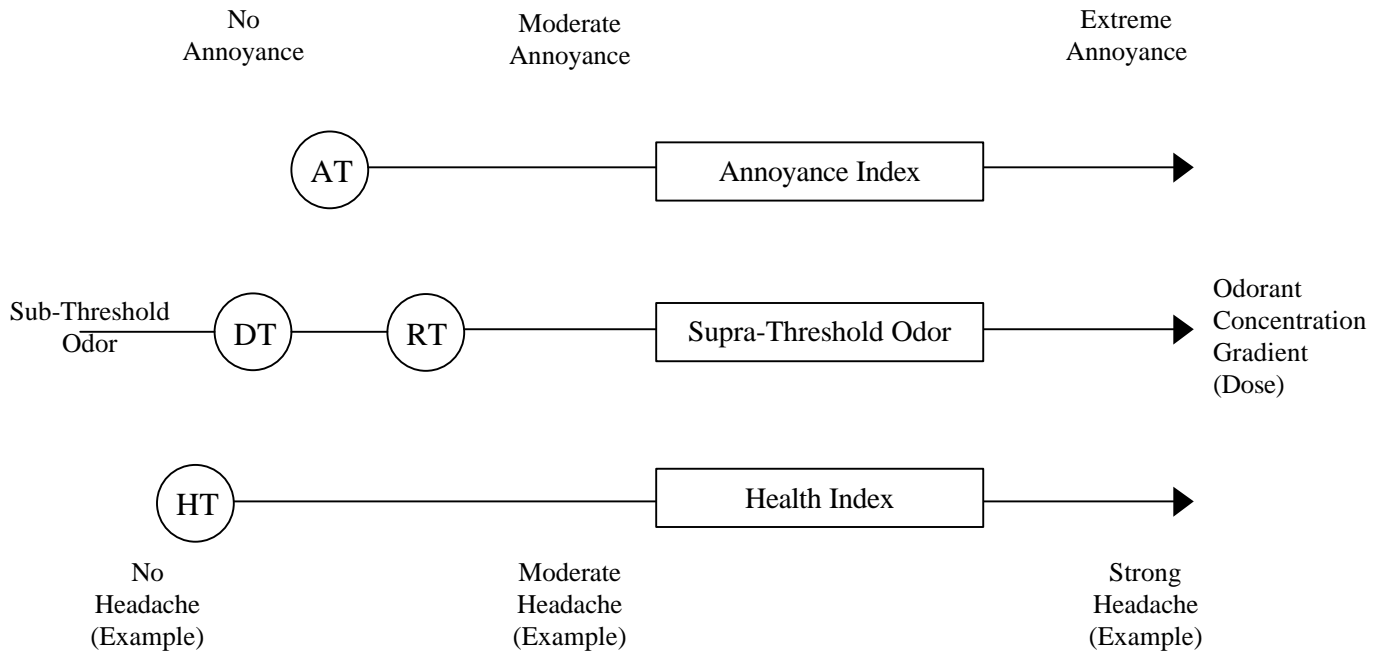 No
Annoyance
Moderate
Annoyance
Extreme
Annoyance
AT
Annoyance Index
Sub-Threshold
Odor
DT
RT
Supra-Threshold Odor
Odorant
Concentration
Gradient
(Dose)
HT
Health Index
No
Headache
(Example)
Moderate
Headache
(Example)
Strong
Headache
(Example)